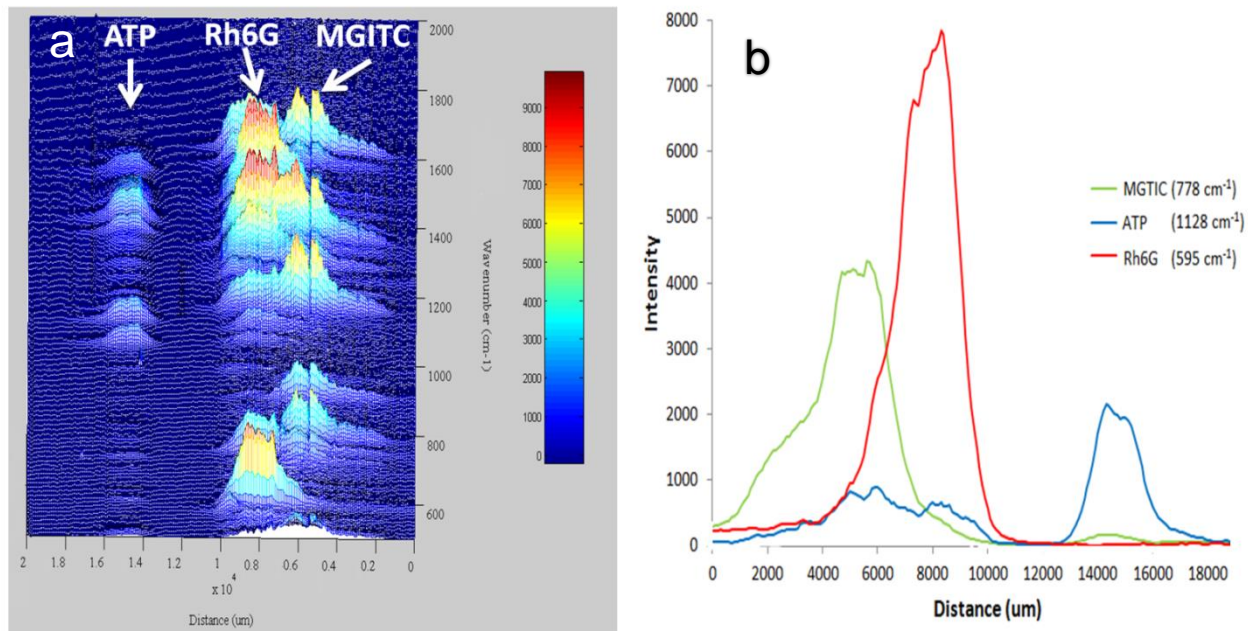 a
ATP
Rh6G
MGITC
2000
1800
1600
1400
1200
1000
800
600
Wavenumber (cm-1)
9000
8000
7000
6000
5000
4000
3000
2000
1000
0
2 1.8 1.6 1.4 1.2 1 0.8 0.6 0.4 0.2 0
x 10^4
Distance (um)
b
8000
7000
6000
5000
4000
3000
2000
1000
0
Intensity
MGTIC (778 cm⁻¹)
ATP (1128 cm⁻¹)
Rh6G (595 cm⁻¹)
0 2000 4000 6000 8000 10000 12000 14000 16000 18000
Distance (um)